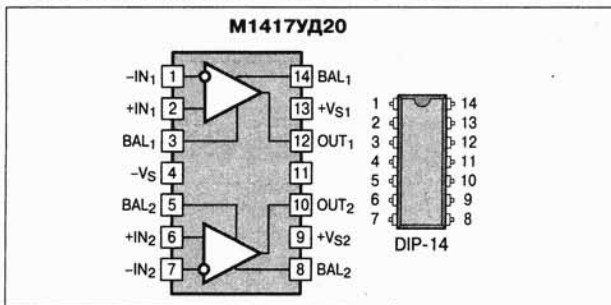 М1417УД20
–IN1 1 14 BAL1
+IN1 2 13 +VS1
BAL1 3 12 OUT1
–VS 4 11
BAL2 5 10 OUT2
+IN2 6 9 +VS2
–IN2 7 8 BAL2
1 14
2 13
3 12
4 11
5 10
6 9
7 8
DIP-14